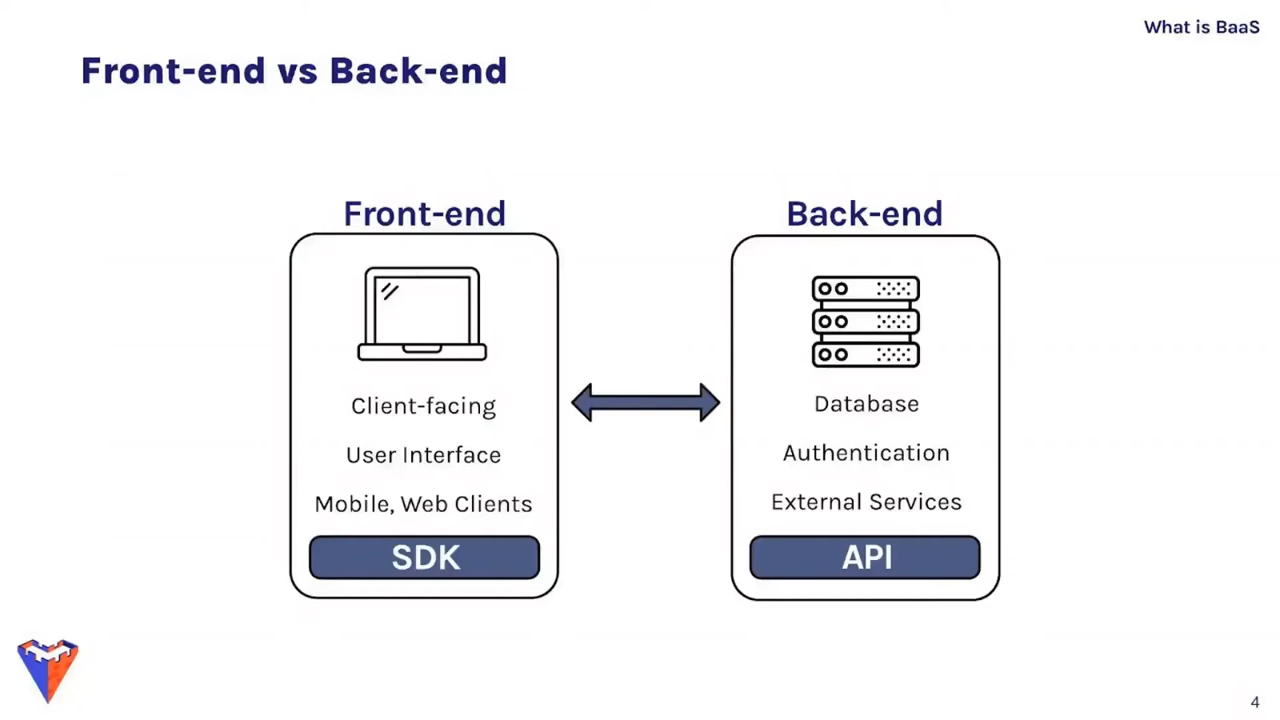 What is BaaS
Front-end vs Back-end
Front-end
Client-facing
User Interface
Mobile, Web Clients
SDK
Back-end
Database
Authentication
External Services
API
4